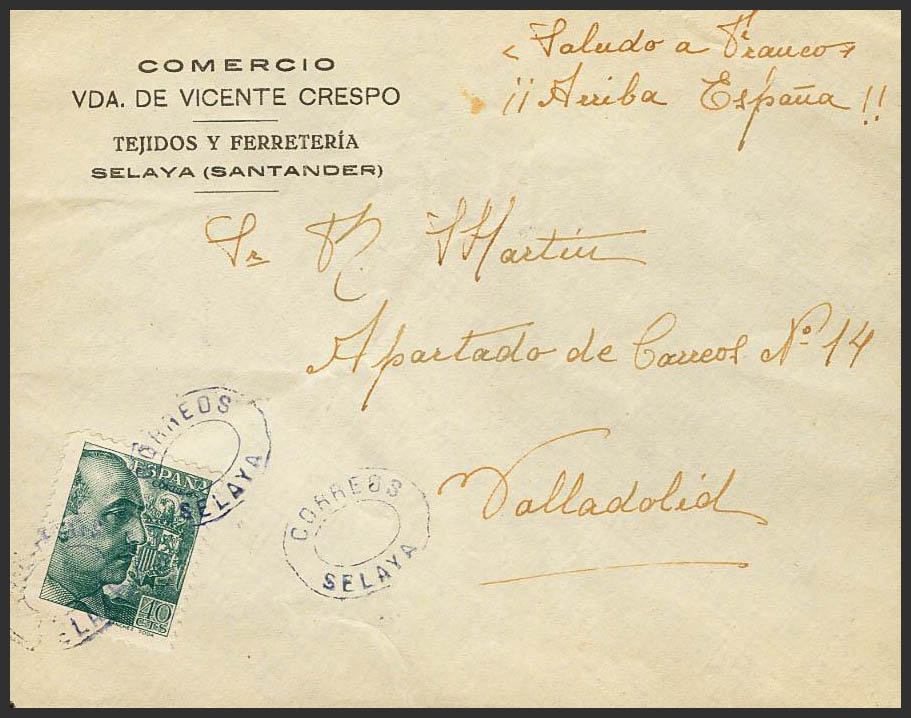 COMERCIO
VDA. DE VICENTE CRESPO
TEJIDOS Y FERRETERÍA
SELAYA (SANTANDER)
«Saludo a Franco»
¡¡Arriba España!!
Sr
Martín
Apartado de Correos Nº 14
Valladolid
CORREOS
SELAYA
CORREOS
SELAYA
ESPAÑA
CORREOS
40
CTS